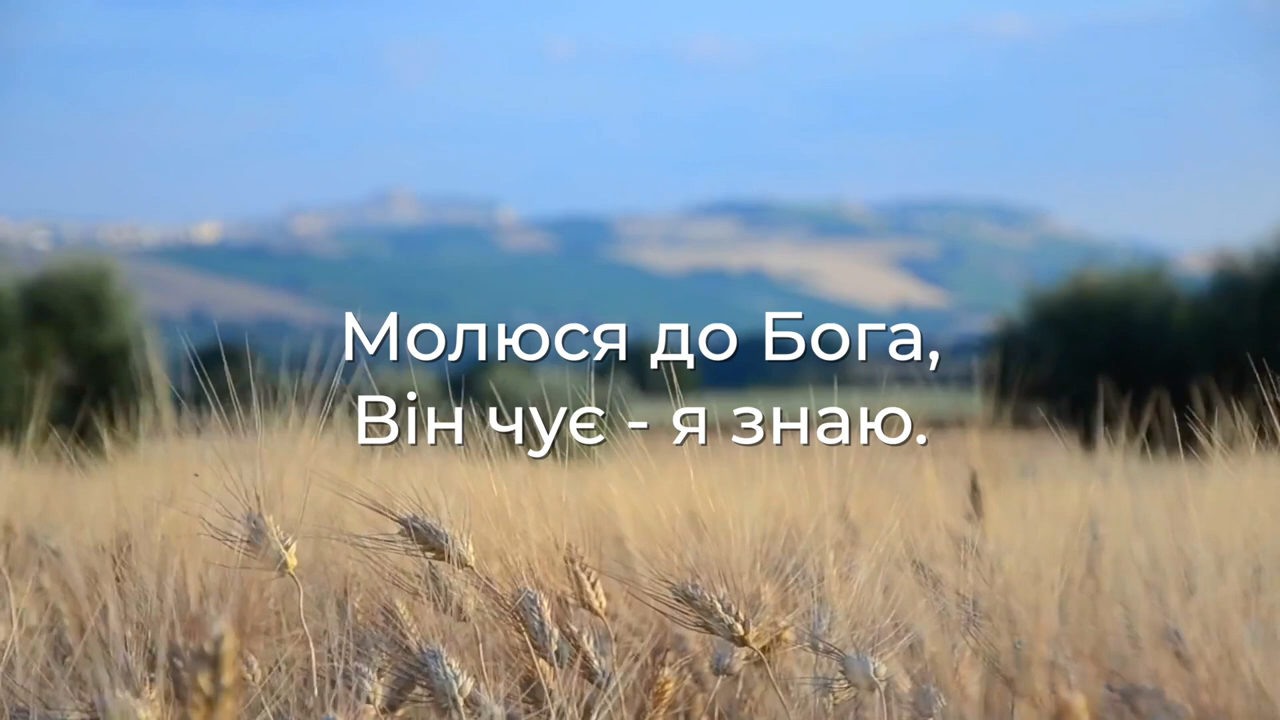 Молюся до Бога,
Він чує - я знаю.